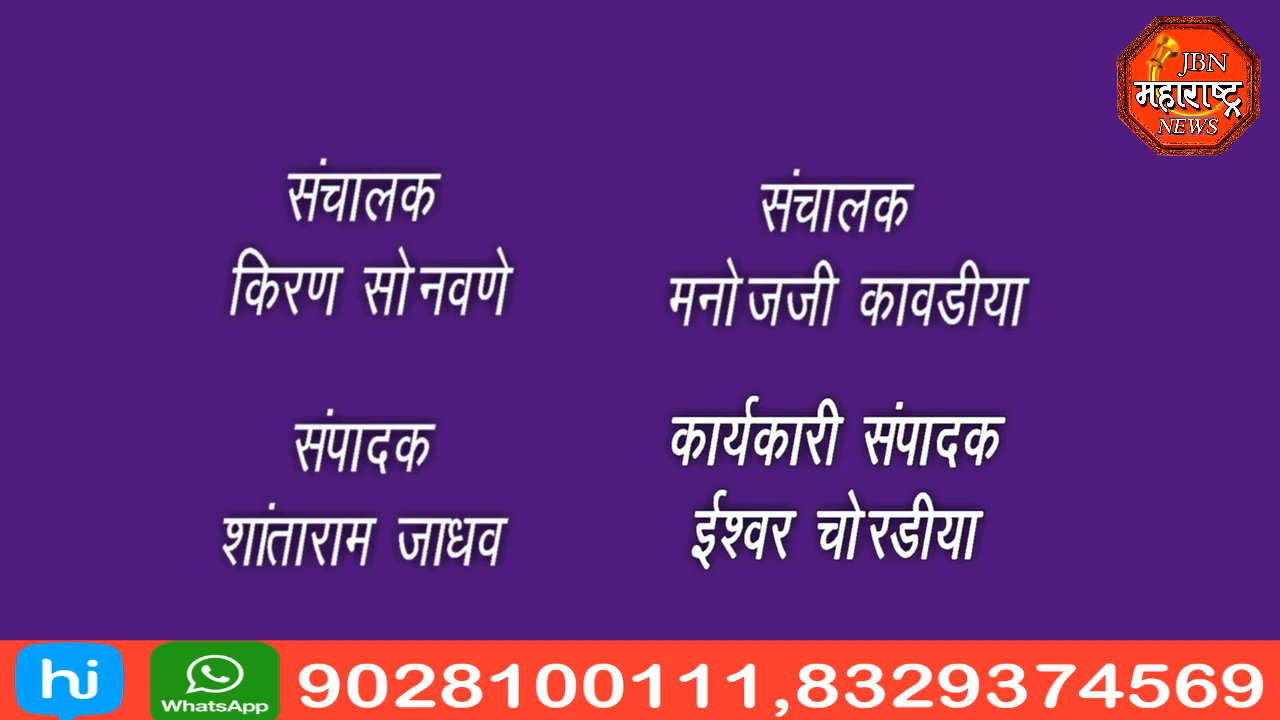 JBN
महाराष्ट्र
NEWS
संचालक
किरण सोनवणे
संचालक
मनोजजी कावडीया
संपादक
शांताराम जाधव
कार्यकारी संपादक
ईश्वर चोरडीया
hi
WhatsApp
9028100111,8329374569